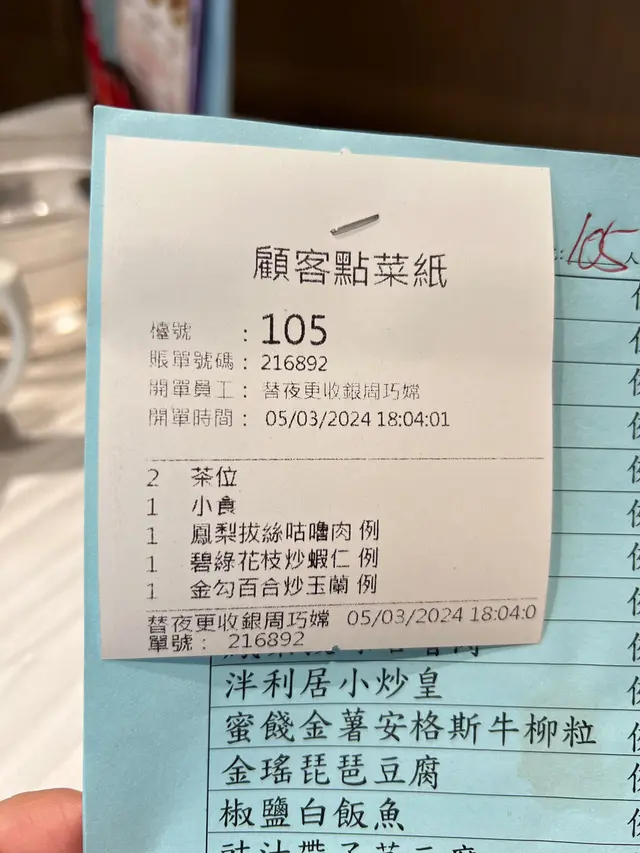 105
顧客點菜紙
檯號 : 105
賬單號碼 : 216892
開單員工 : 替夜更收銀周巧嫦
開單時間 : 05/03/2024 18:04:01
2 茶位
1 小食
1 鳳梨拔絲咕嚕肉 例
1 碧綠花枝炒蝦仁 例
1 金勾百合炒玉蘭 例
替夜更收銀周巧嫦 05/03/2024 18:04:0
單號 : 216892
泮利居小炒皇
蜜餞金薯安格斯牛柳粒
金瑤琵琶豆腐
椒鹽白飯魚